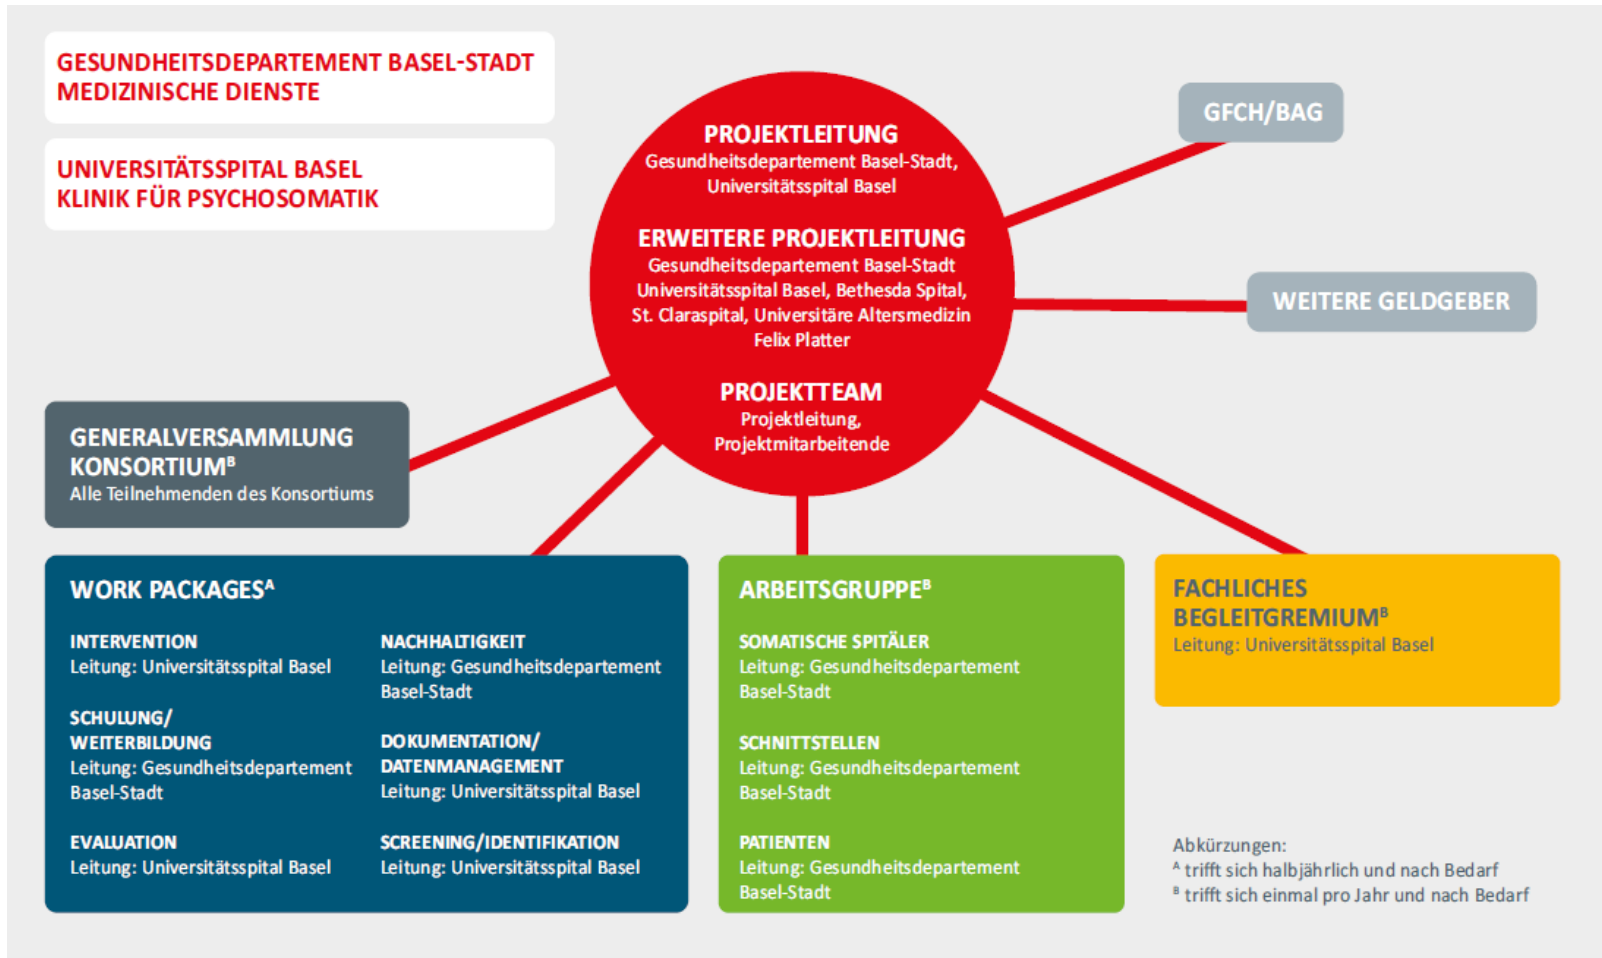 GESUNDHEITSDEPARTEMENT BASEL-STADT
MEDIZINISCHE DIENSTE
UNIVERSITÄTSSPITAL BASEL
KLINIK FÜR PSYCHOSOMATIK
PROJEKTLEITUNG
Gesundheitsdepartement Basel-Stadt,
Universitätsspital Basel
ERWEITERE PROJEKTLEITUNG
Gesundheitsdepartement Basel-Stadt
Universitätsspital Basel, Bethesda Spital,
St. Claraspital, Universitäre Altersmedizin
Felix Platter
PROJEKTTEAM
Projektleitung,
Projektmitarbeitende
GFCH/BAG
WEITERE GELDGEBER
GENERALVERSAMMLUNG
KONSORTIUMᴮ
Alle Teilnehmenden des Konsortiums
WORK PACKAGESᴬ
INTERVENTION
Leitung: Universitätsspital Basel
SCHULUNG/
WEITERBILDUNG
Leitung: Gesundheitsdepartement
Basel-Stadt
EVALUATION
Leitung: Universitätsspital Basel
NACHHALTIGKEIT
Leitung: Gesundheitsdepartement
Basel-Stadt
DOKUMENTATION/
DATENMANAGEMENT
Leitung: Universitätsspital Basel
SCREENING/IDENTIFIKATION
Leitung: Universitätsspital Basel
ARBEITSGRUPPEᴮ
SOMATISCHE SPITÄLER
Leitung: Gesundheitsdepartement
Basel-Stadt
SCHNITTSTELLEN
Leitung: Gesundheitsdepartement
Basel-Stadt
PATIENTEN
Leitung: Gesundheitsdepartement
Basel-Stadt
FACHLICHES
BEGLEITGREMIUMᴮ
Leitung: Universitätsspital Basel
Abkürzungen:
ᴬ trifft sich halbjährlich und nach Bedarf
ᴮ trifft sich einmal pro Jahr und nach Bedarf